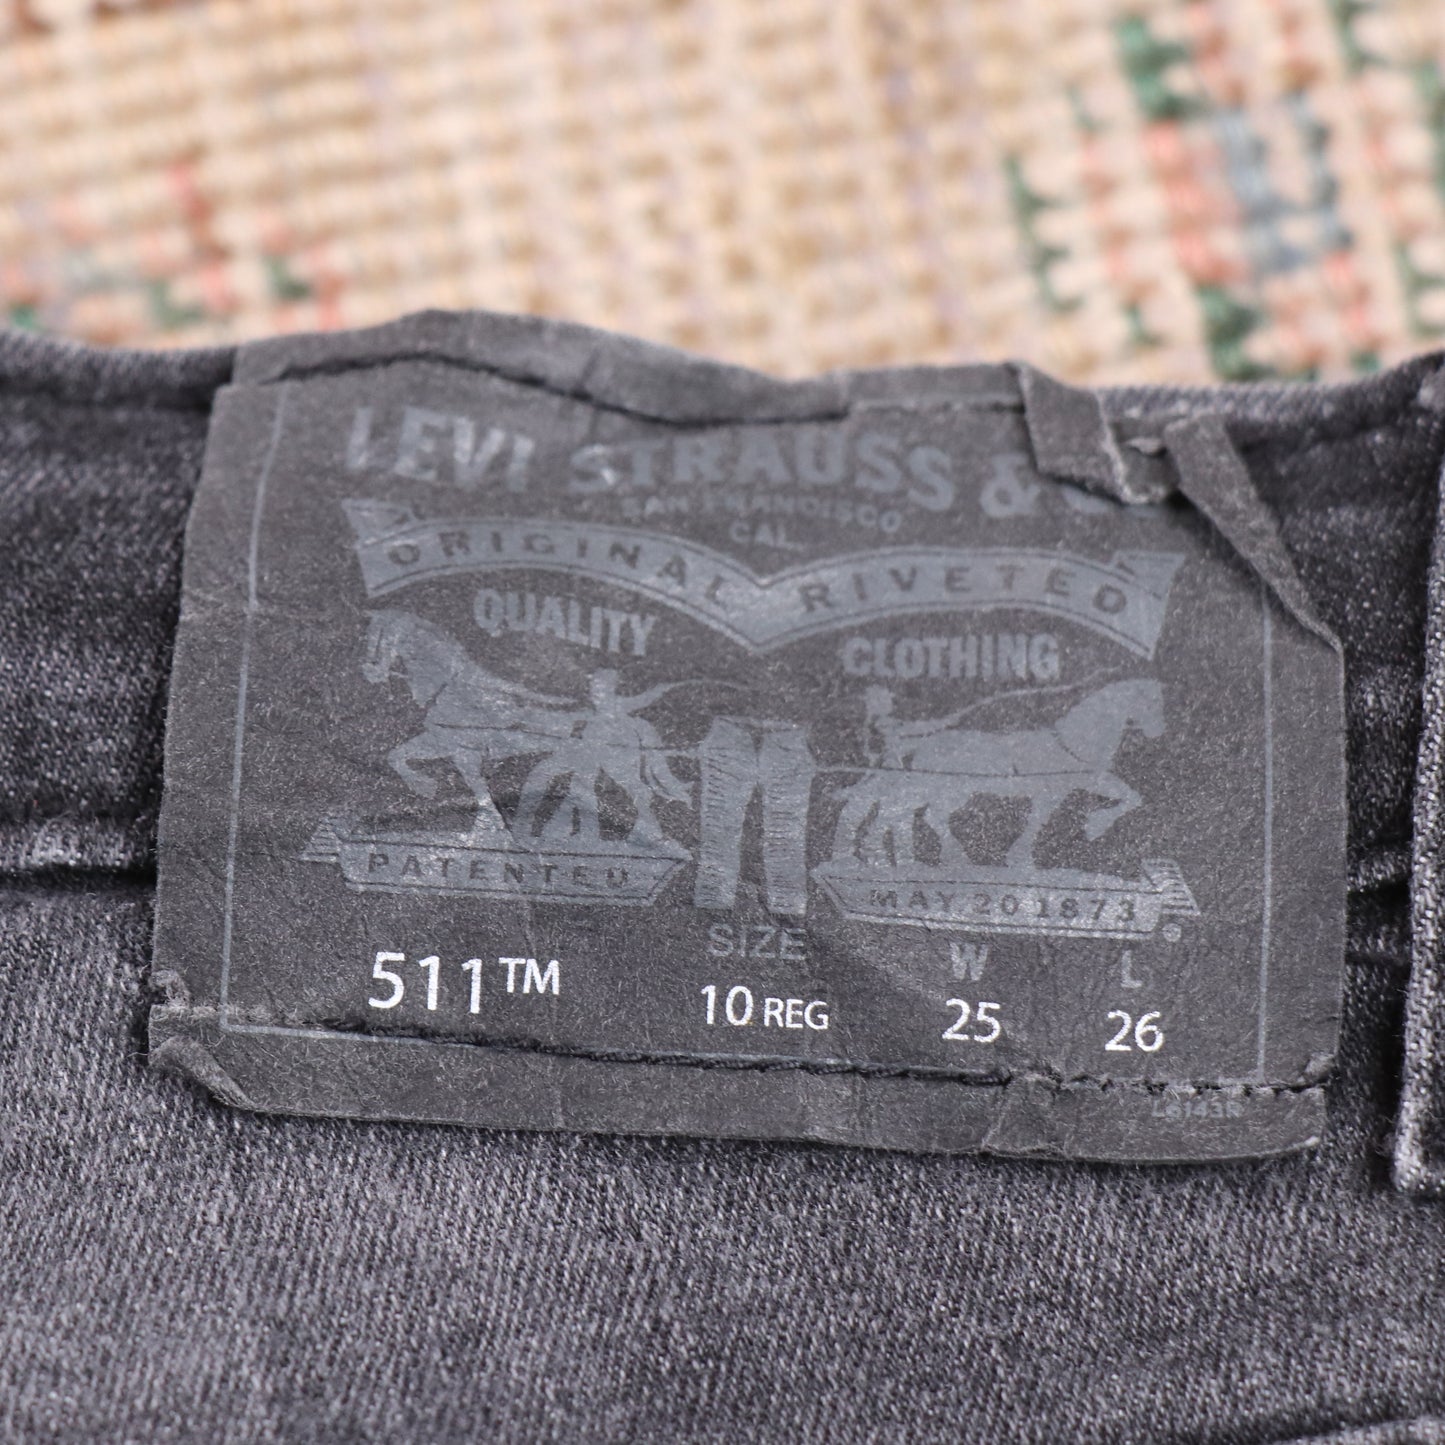 LEVI STRAUSS &
SAN FRANCISCO
CAL.
ORIGINAL RIVETED
QUALITY CLOTHING
PATENTED MAY 20 1873
SIZE W L
511™ 10 REG 25 26
L6143R